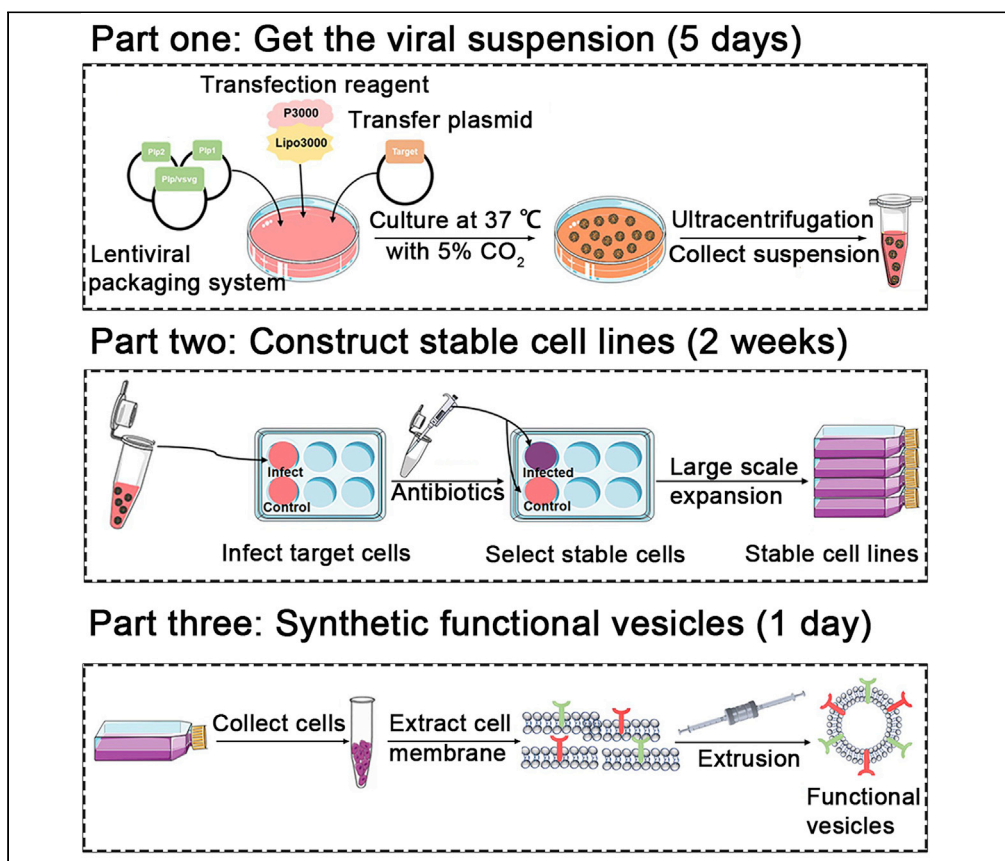 Part one: Get the viral suspension (5 days)
Transfection reagent
P3000
Lipo3000
Transfer plasmid
Plp2
Plp1
Plp/vsvg
Target
Lentiviral
packaging system
Culture at 37 ℃
with 5% CO₂
Ultracentrifugation
Collect suspension
Part two: Construct stable cell lines (2 weeks)
Infect
Control
Antibiotics
Infected
Control
Large scale
expansion
Infect target cells
Select stable cells
Stable cell lines
Part three: Synthetic functional vesicles (1 day)
Collect cells
Extract cell
membrane
Extrusion
Functional
vesicles